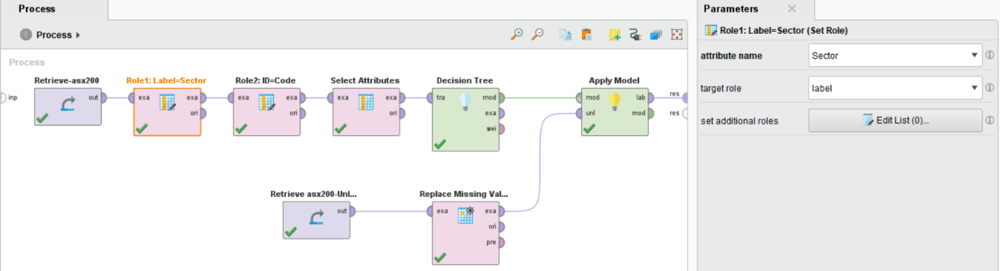 Process
Process
Process
Retrieve-asx200
Role1: Label=Sector
Role2: ID=Code
Select Attributes
Decision Tree
Apply Model
inp
out
exa
exa
ori
exa
exa
ori
exa
exa
ori
tra
mod
exa
wei
mod
lab
unl
mod
res
res
Retrieve asx200-Unl...
Replace Missing Val...
out
exa
exa
ori
pre
Parameters
Role1: Label=Sector (Set Role)
attribute name
Sector
target role
label
set additional roles
Edit List (0)...